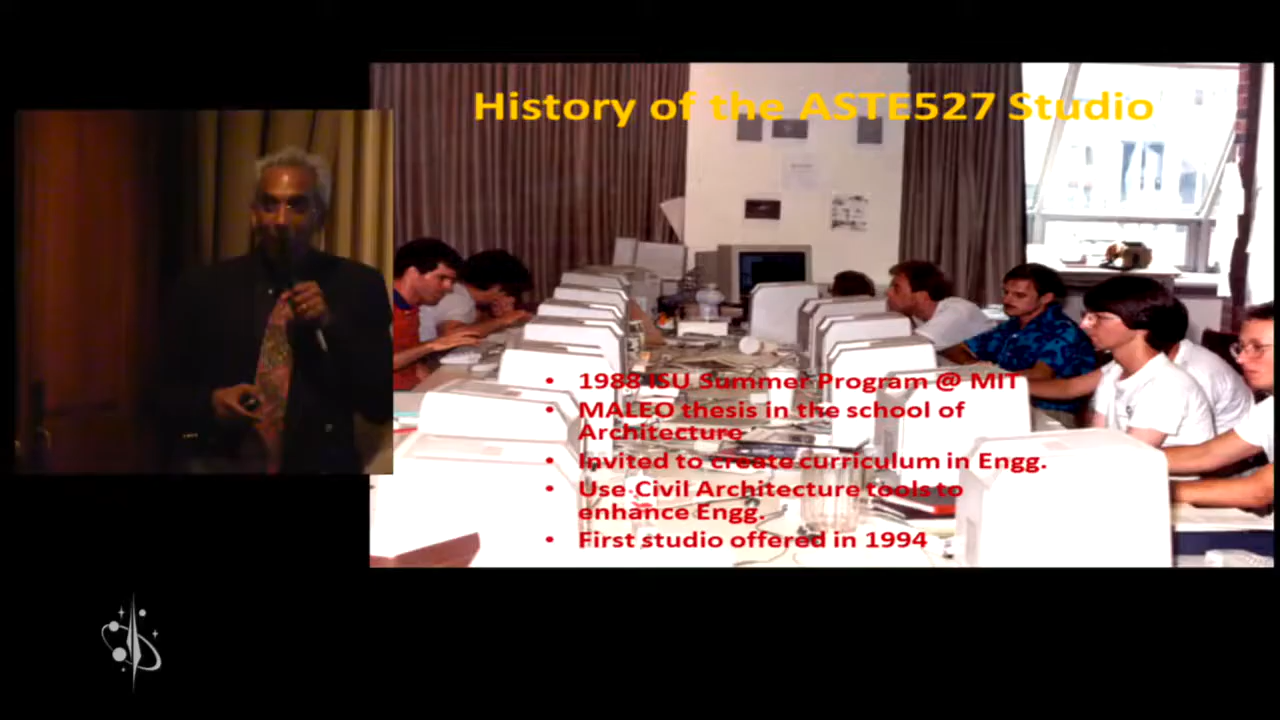 History of the ASTE527 Studio
• 1988 ISU Summer Program @ MIT
• MALEO thesis in the school of
Architecture
• Invited to create curriculum in Engg.
• Use Civil Architecture tools to
enhance Engg.
• First studio offered in 1994